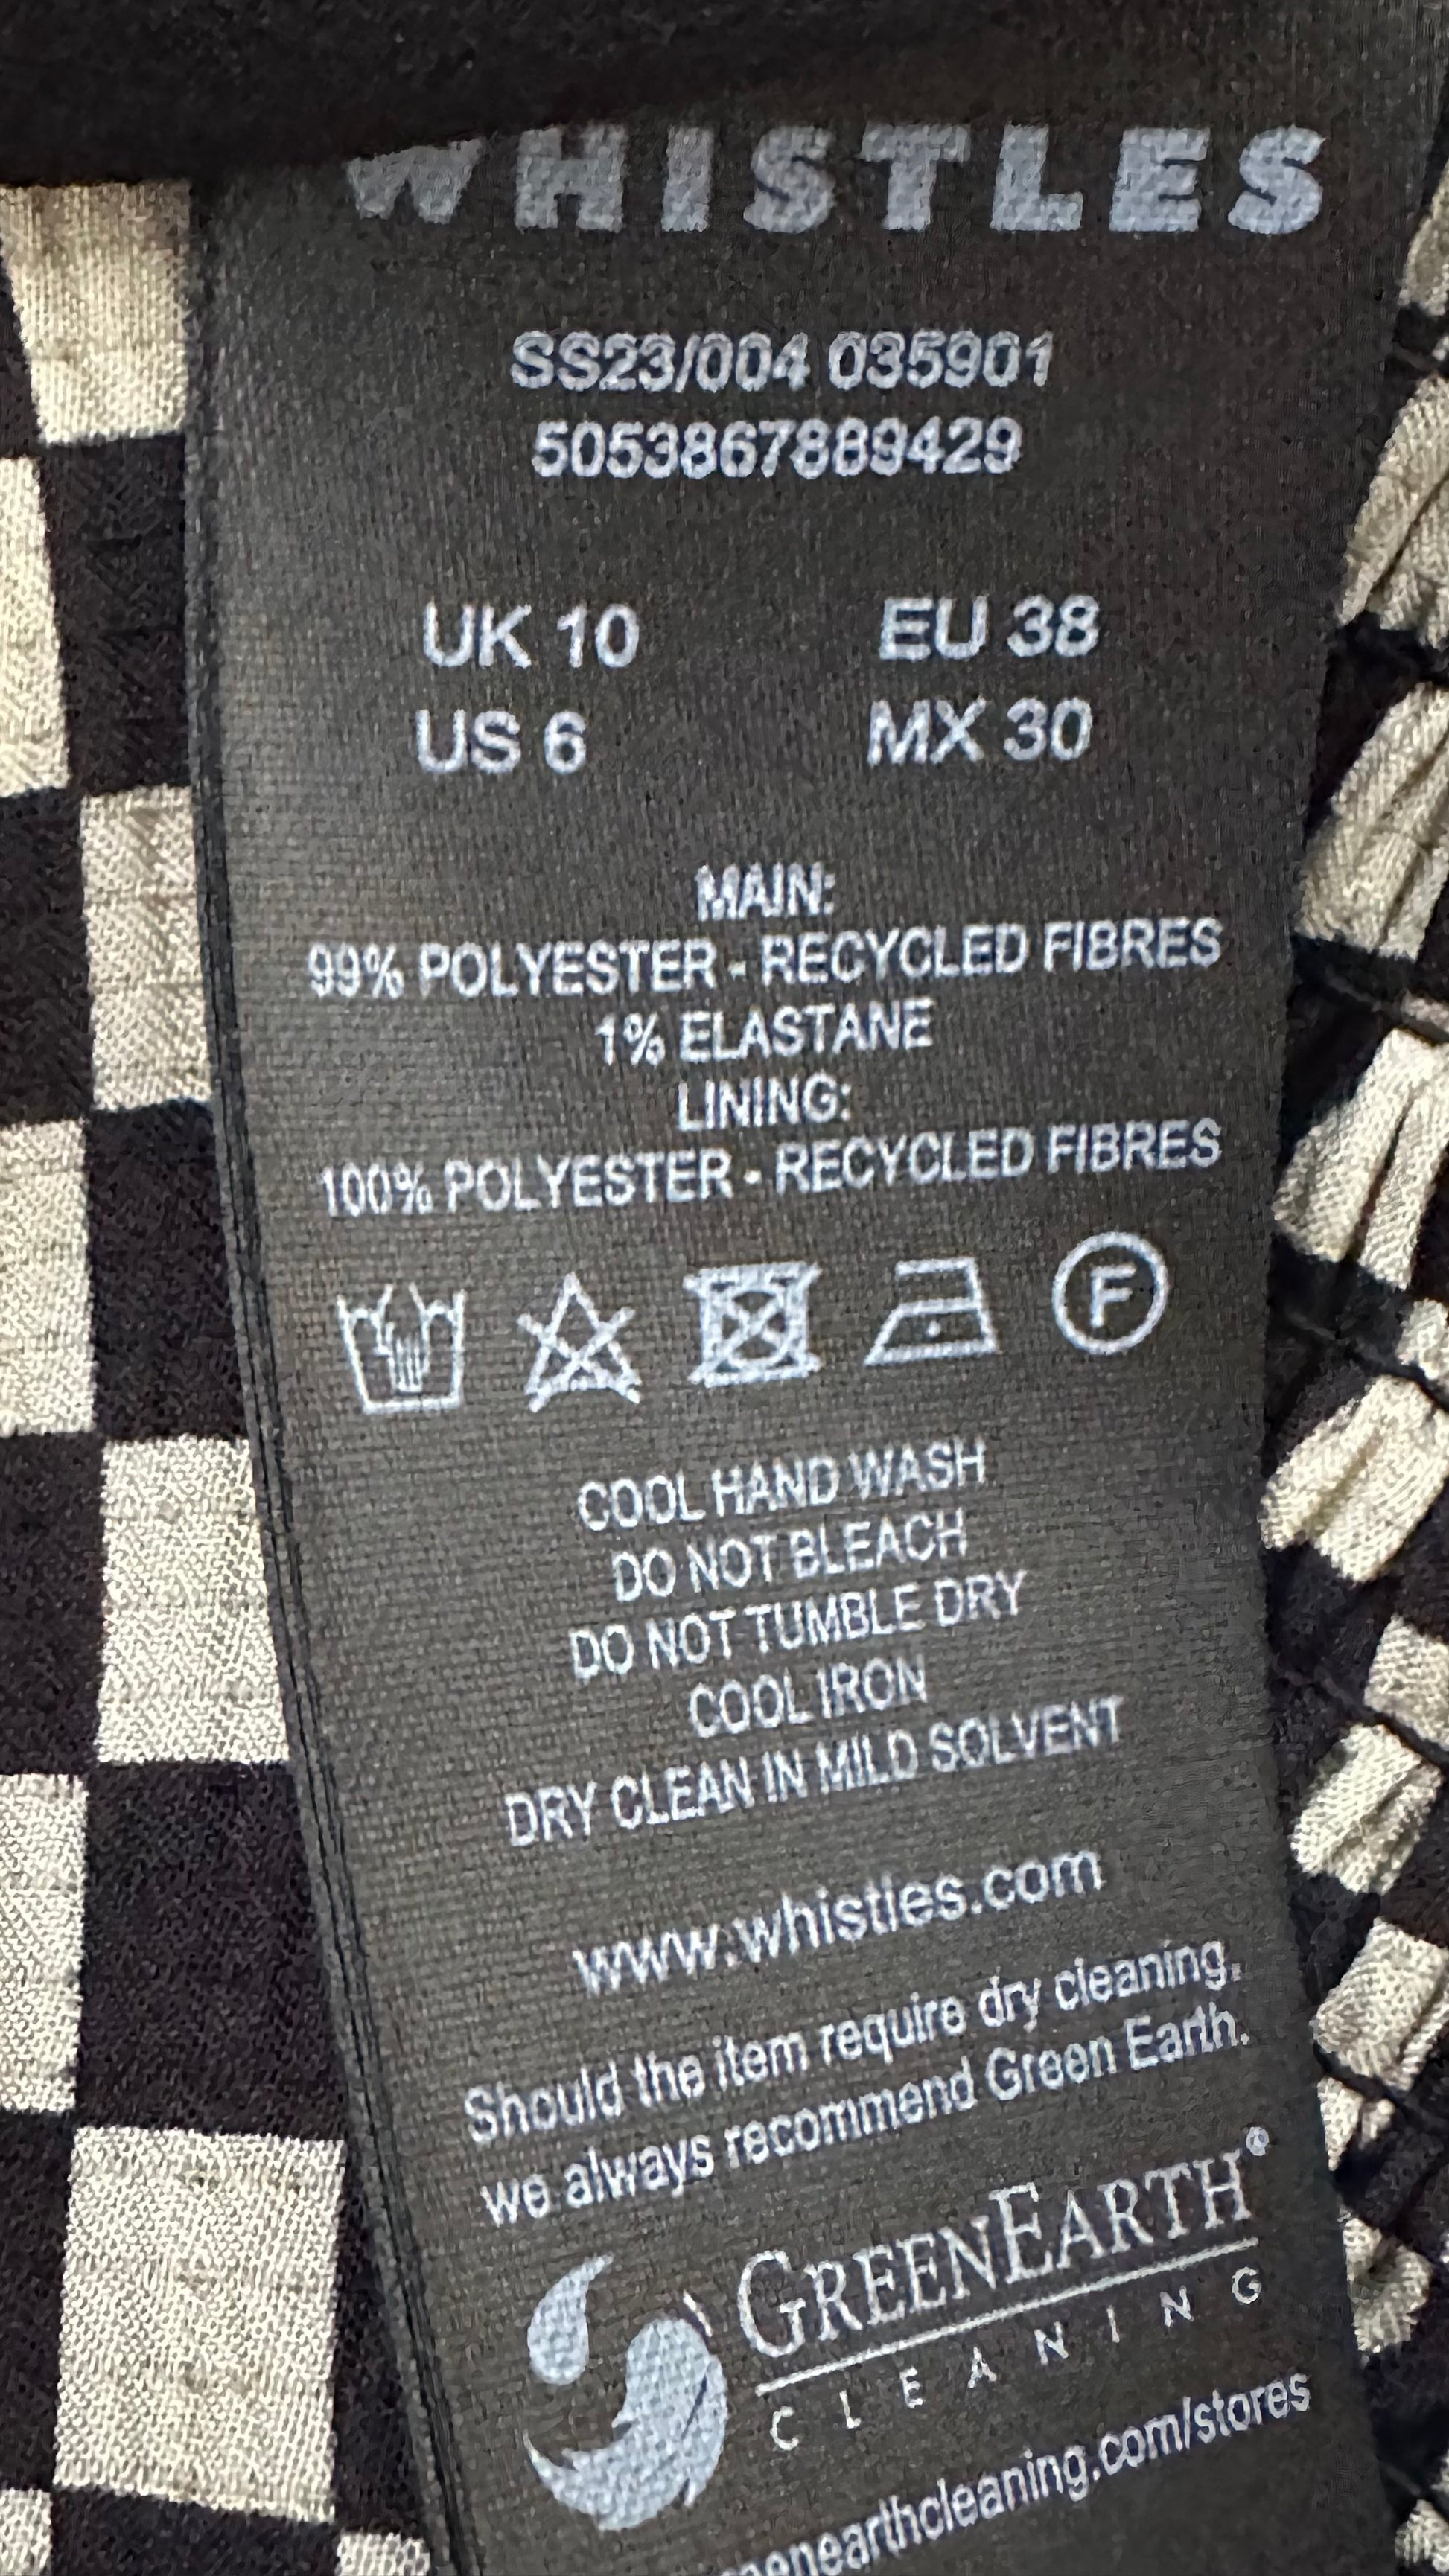 WHISTLES
SS23/004 035901
5053867889429
UK 10 EU 38
US 6 MX 30
MAIN:
99% POLYESTER - RECYCLED FIBRES
1% ELASTANE
LINING:
100% POLYESTER - RECYCLED FIBRES
F
COOL HAND WASH
DO NOT BLEACH
DO NOT TUMBLE DRY
COOL IRON
DRY CLEAN IN MILD SOLVENT
www.whistles.com
Should the item require dry cleaning,
we always recommend Green Earth.
GREENEARTH®
CLEANING
enearthcleaning.com/stores